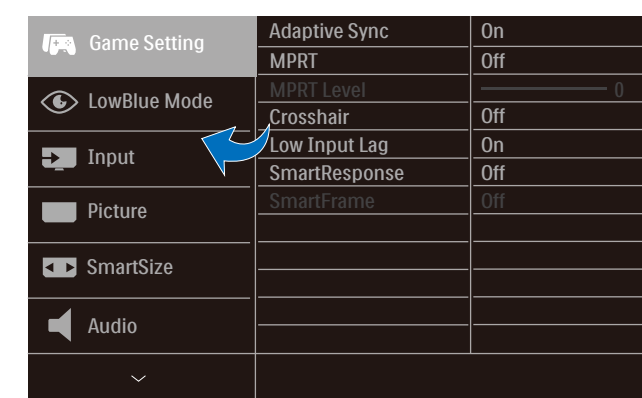 Game Setting
LowBlue Mode
Input
Picture
SmartSize
Audio
Adaptive Sync On
MPRT Off
MPRT Level 0
Crosshair Off
Low Input Lag On
SmartResponse Off
SmartFrame Off